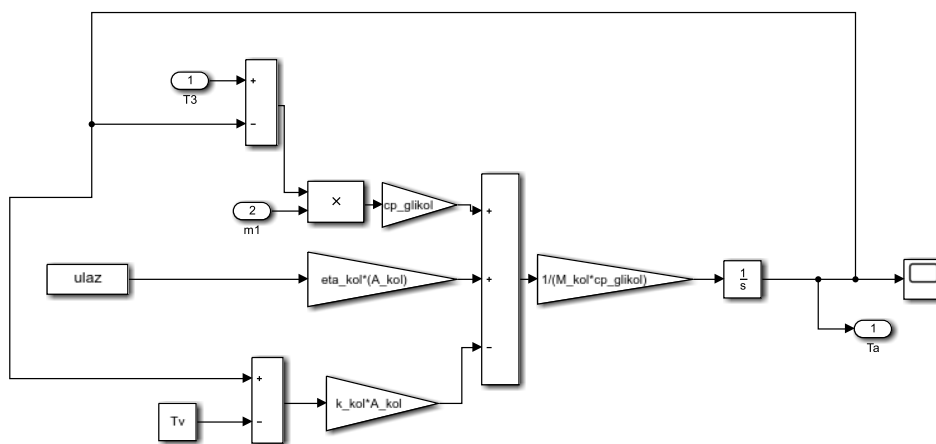 1
T3
+
−
2
m1
×
cp_glikol
+
ulaz
eta_kol*(A_kol)
+
1/(M_kol*cp_glikol)
1
s
1
Ta
−
+
Tv
−
k_kol*A_kol